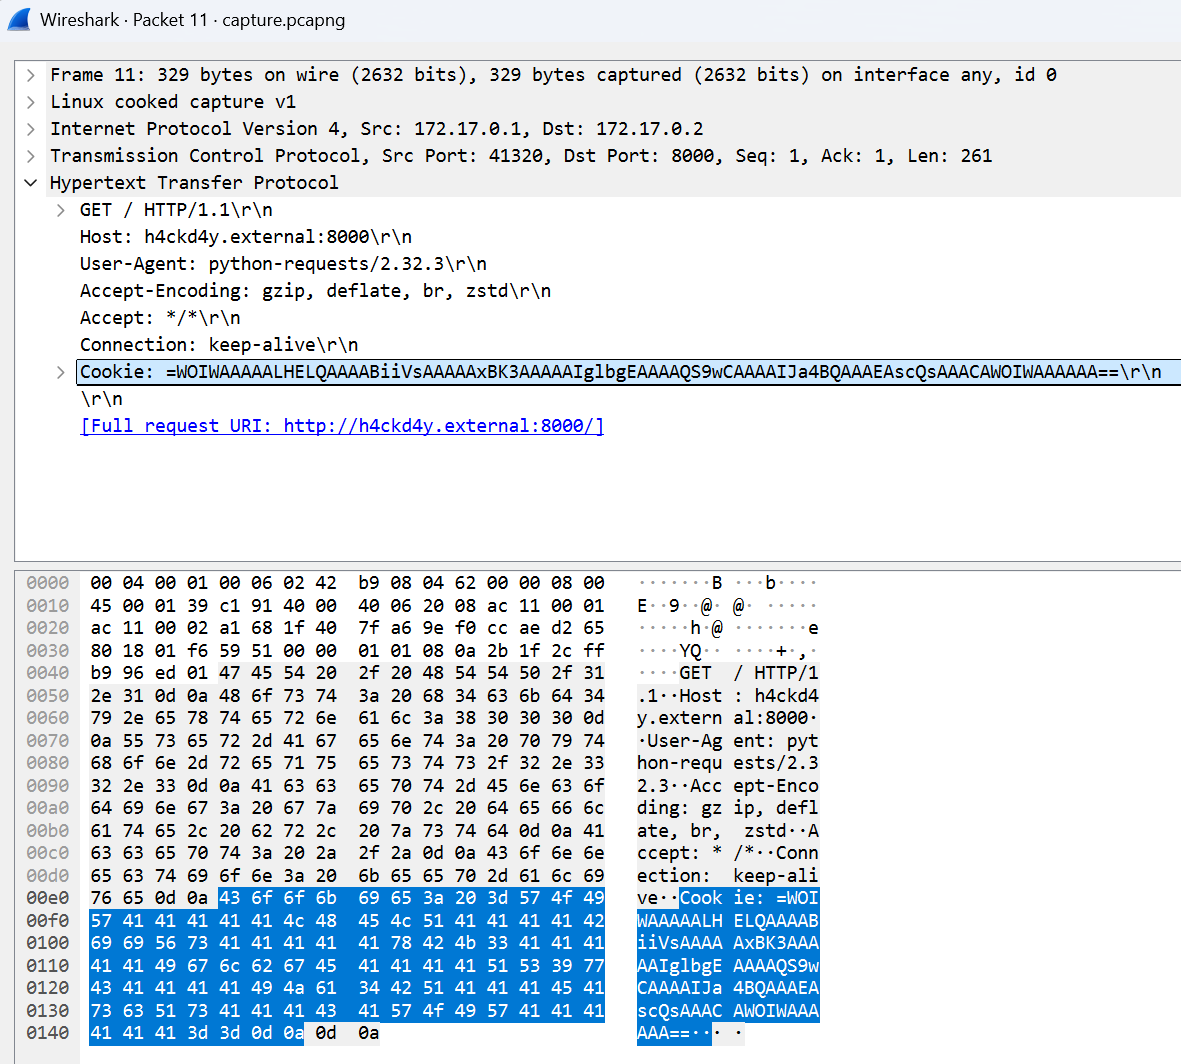 Wireshark · Packet 11 · capture.pcapng
Frame 11: 329 bytes on wire (2632 bits), 329 bytes captured (2632 bits) on interface any, id 0
Linux cooked capture v1
Internet Protocol Version 4, Src: 172.17.0.1, Dst: 172.17.0.2
Transmission Control Protocol, Src Port: 41320, Dst Port: 8000, Seq: 1, Ack: 1, Len: 261
Hypertext Transfer Protocol
GET / HTTP/1.1\r\n
Host: h4ckd4y.external:8000\r\n
User-Agent: python-requests/2.32.3\r\n
Accept-Encoding: gzip, deflate, br, zstd\r\n
Accept: */*\r\n
Connection: keep-alive\r\n
Cookie: =WOIWAAAAALHELQAAAABiiVsAAAAAxBK3AAAAAIglbgEAAAAQS9wCAAAAIJa4BQAAAEAscQsAAACAWOIWAAAAAA==\r\n
\r\n
[Full request URI: http://h4ckd4y.external:8000/]
0000 00 04 00 01 00 06 02 42 b9 08 04 62 00 00 08 00 ·······B ···b····
0010 45 00 01 39 c1 91 40 00 40 06 20 08 ac 11 00 01 E··9··@· @· ·····
0020 ac 11 00 02 a1 68 1f 40 7f a6 9e f0 cc ae d2 65 ·····h·@ ·······e
0030 80 18 01 f6 59 51 00 00 01 01 08 0a 2b 1f 2c ff ····YQ·· ····+·,·
0040 b9 96 ed 01 47 45 54 20 2f 20 48 54 54 50 2f 31 ····GET / HTTP/1
0050 2e 31 0d 0a 48 6f 73 74 3a 20 68 34 63 6b 64 34 .1··Host : h4ckd4
0060 79 2e 65 78 74 65 72 6e 61 6c 3a 38 30 30 30 0d y.extern al:8000·
0070 0a 55 73 65 72 2d 41 67 65 6e 74 3a 20 70 79 74 ·User-Ag ent: pyt
0080 68 6f 6e 2d 72 65 71 75 65 73 74 73 2f 32 2e 33 hon-requ ests/2.3
0090 32 2e 33 0d 0a 41 63 63 65 70 74 2d 45 6e 63 6f 2.3··Acc ept-Enco
00a0 64 69 6e 67 3a 20 67 7a 69 70 2c 20 64 65 66 6c ding: gz ip, defl
00b0 61 74 65 2c 20 62 72 2c 20 7a 73 74 64 0d 0a 41 ate, br, zstd··A
00c0 63 63 65 70 74 3a 20 2a 2f 2a 0d 0a 43 6f 6e 6e ccept: * /*··Conn
00d0 65 63 74 69 6f 6e 3a 20 6b 65 65 70 2d 61 6c 69 ection: keep-ali
00e0 76 65 0d 0a 43 6f 6f 6b 69 65 3a 20 3d 57 4f 49 ve··Cook ie: =WOI
00f0 57 41 41 41 41 41 4c 48 45 4c 51 41 41 41 41 42 WAAAAALH ELQAAAAB
0100 69 69 56 73 41 41 41 41 41 78 42 4b 33 41 41 41 iiVsAAAA AxBK3AAA
0110 41 41 49 67 6c 62 67 45 41 41 41 41 51 53 39 77 AAIglbgE AAAAQS9w
0120 43 41 41 41 41 49 4a 61 34 42 51 41 41 41 45 41 CAAAAIJa 4BQAAAEA
0130 73 63 51 73 41 41 41 43 41 57 4f 49 57 41 41 41 scQsAAAC AWOIWAAA
0140 41 41 41 3d 3d 0d 0a 0d 0a AAA==··· ·